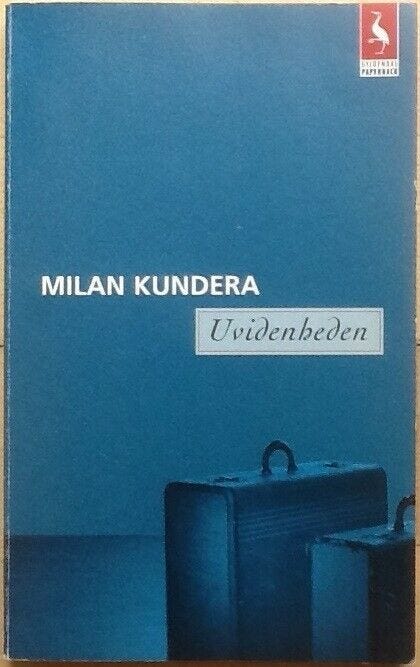 GYLDENDAL
PAPERBACK
MILAN KUNDERA
Uvidenheden